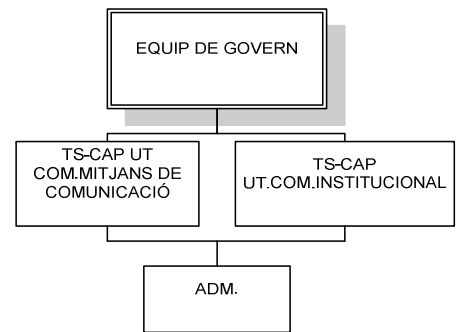 EQUIP DE GOVERN
TS-CAP UT
COM.MITJANS DE
COMUNICACIÓ
TS-CAP
UT.COM.INSTITUCIONAL
ADM.